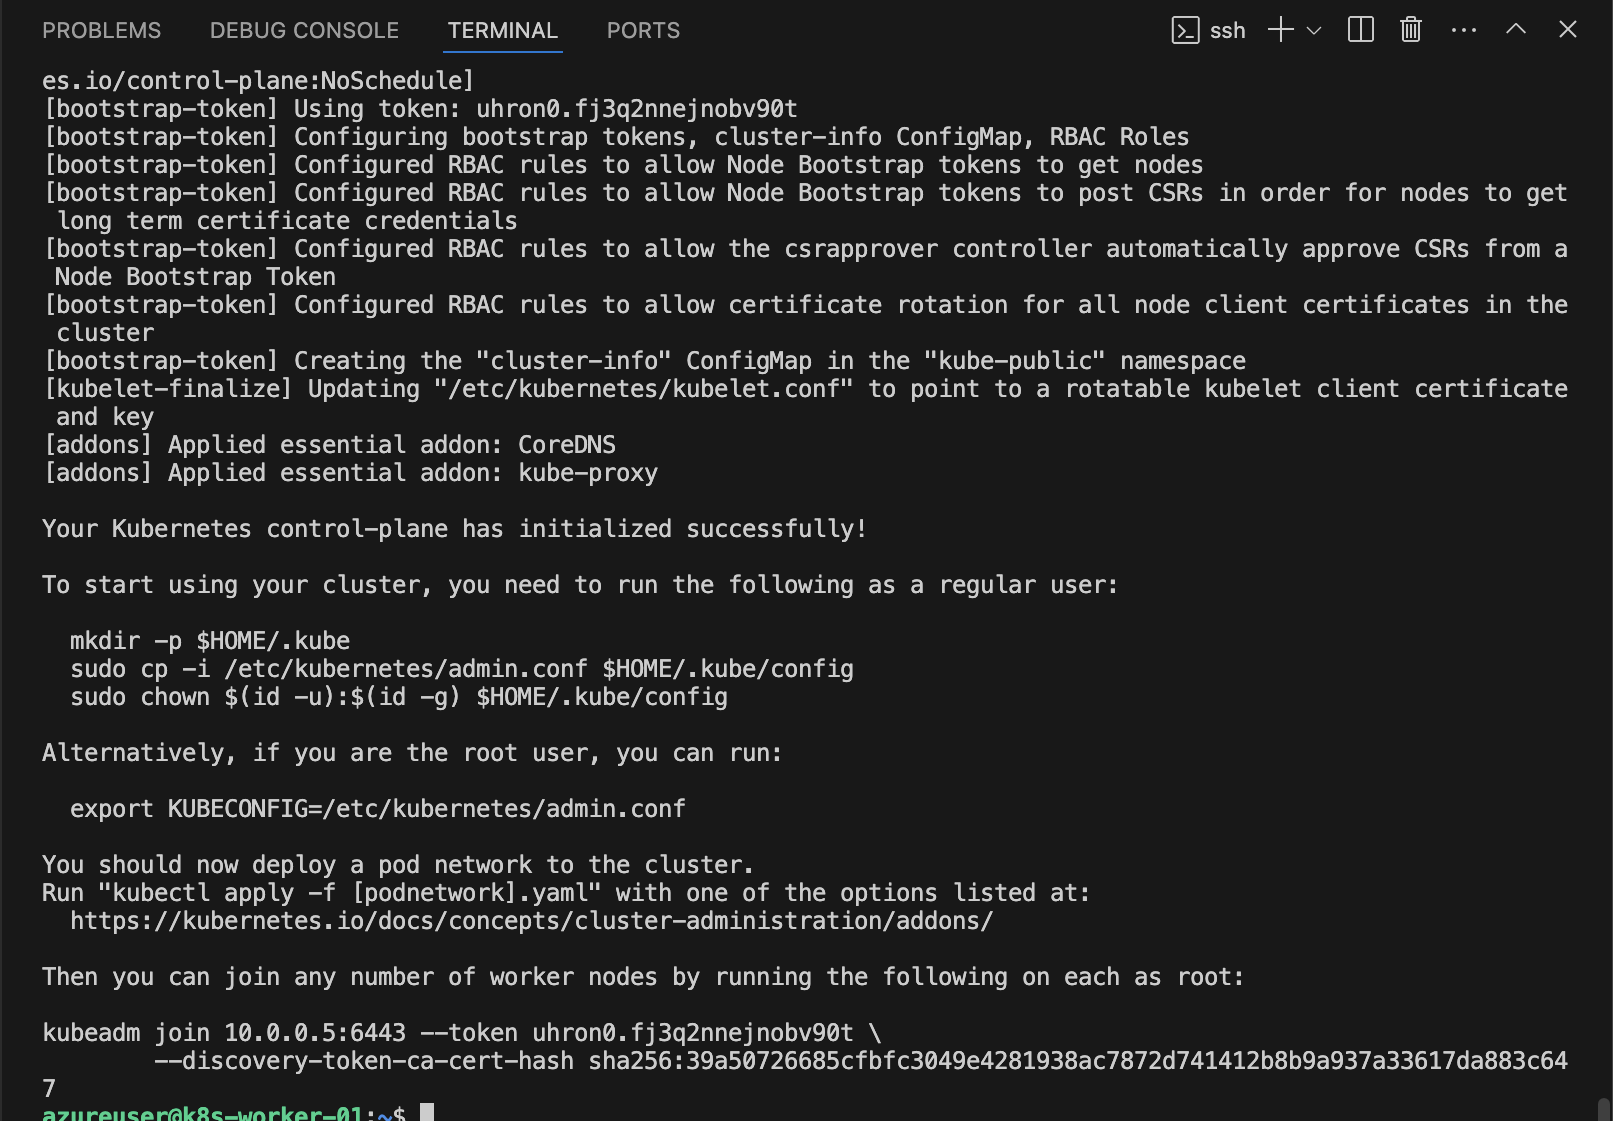 PROBLEMS DEBUG CONSOLE TERMINAL PORTS ssh
es.io/control-plane:NoSchedule]
[bootstrap-token] Using token: uhron0.fj3q2nnejnobv90t
[bootstrap-token] Configuring bootstrap tokens, cluster-info ConfigMap, RBAC Roles
[bootstrap-token] Configured RBAC rules to allow Node Bootstrap tokens to get nodes
[bootstrap-token] Configured RBAC rules to allow Node Bootstrap tokens to post CSRs in order for nodes to get
 long term certificate credentials
[bootstrap-token] Configured RBAC rules to allow the csrapprover controller automatically approve CSRs from a
 Node Bootstrap Token
[bootstrap-token] Configured RBAC rules to allow certificate rotation for all node client certificates in the
 cluster
[bootstrap-token] Creating the "cluster-info" ConfigMap in the "kube-public" namespace
[kubelet-finalize] Updating "/etc/kubernetes/kubelet.conf" to point to a rotatable kubelet client certificate
 and key
[addons] Applied essential addon: CoreDNS
[addons] Applied essential addon: kube-proxy
Your Kubernetes control-plane has initialized successfully!
To start using your cluster, you need to run the following as a regular user:
  mkdir -p $HOME/.kube
  sudo cp -i /etc/kubernetes/admin.conf $HOME/.kube/config
  sudo chown $(id -u):$(id -g) $HOME/.kube/config
Alternatively, if you are the root user, you can run:
  export KUBECONFIG=/etc/kubernetes/admin.conf
You should now deploy a pod network to the cluster.
Run "kubectl apply -f [podnetwork].yaml" with one of the options listed at:
  https://kubernetes.io/docs/concepts/cluster-administration/addons/
Then you can join any number of worker nodes by running the following on each as root:
kubeadm join 10.0.0.5:6443 --token uhron0.fj3q2nnejnobv90t \
        --discovery-token-ca-cert-hash sha256:39a50726685cfbfc3049e4281938ac7872d741412b8b9a937a33617da883c64
7
azureuser@k8s-worker-01:~$